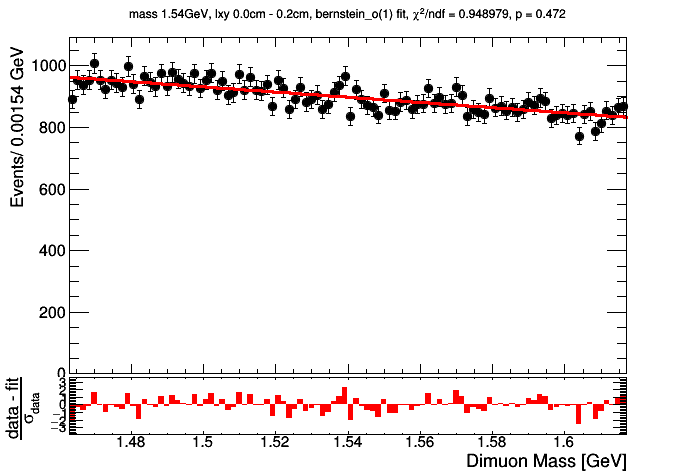 mass 1.54GeV, lxy 0.0cm - 0.2cm, bernstein_o(1) fit, χ²/ndf = 0.948979, p = 0.472
Events/ 0.00154 GeV
1000
800
600
400
200
0
data - fit
σdata
3
2
1
0
−1
−2
−3
1.48 1.5 1.52 1.54 1.56 1.58 1.6
Dimuon Mass [GeV]